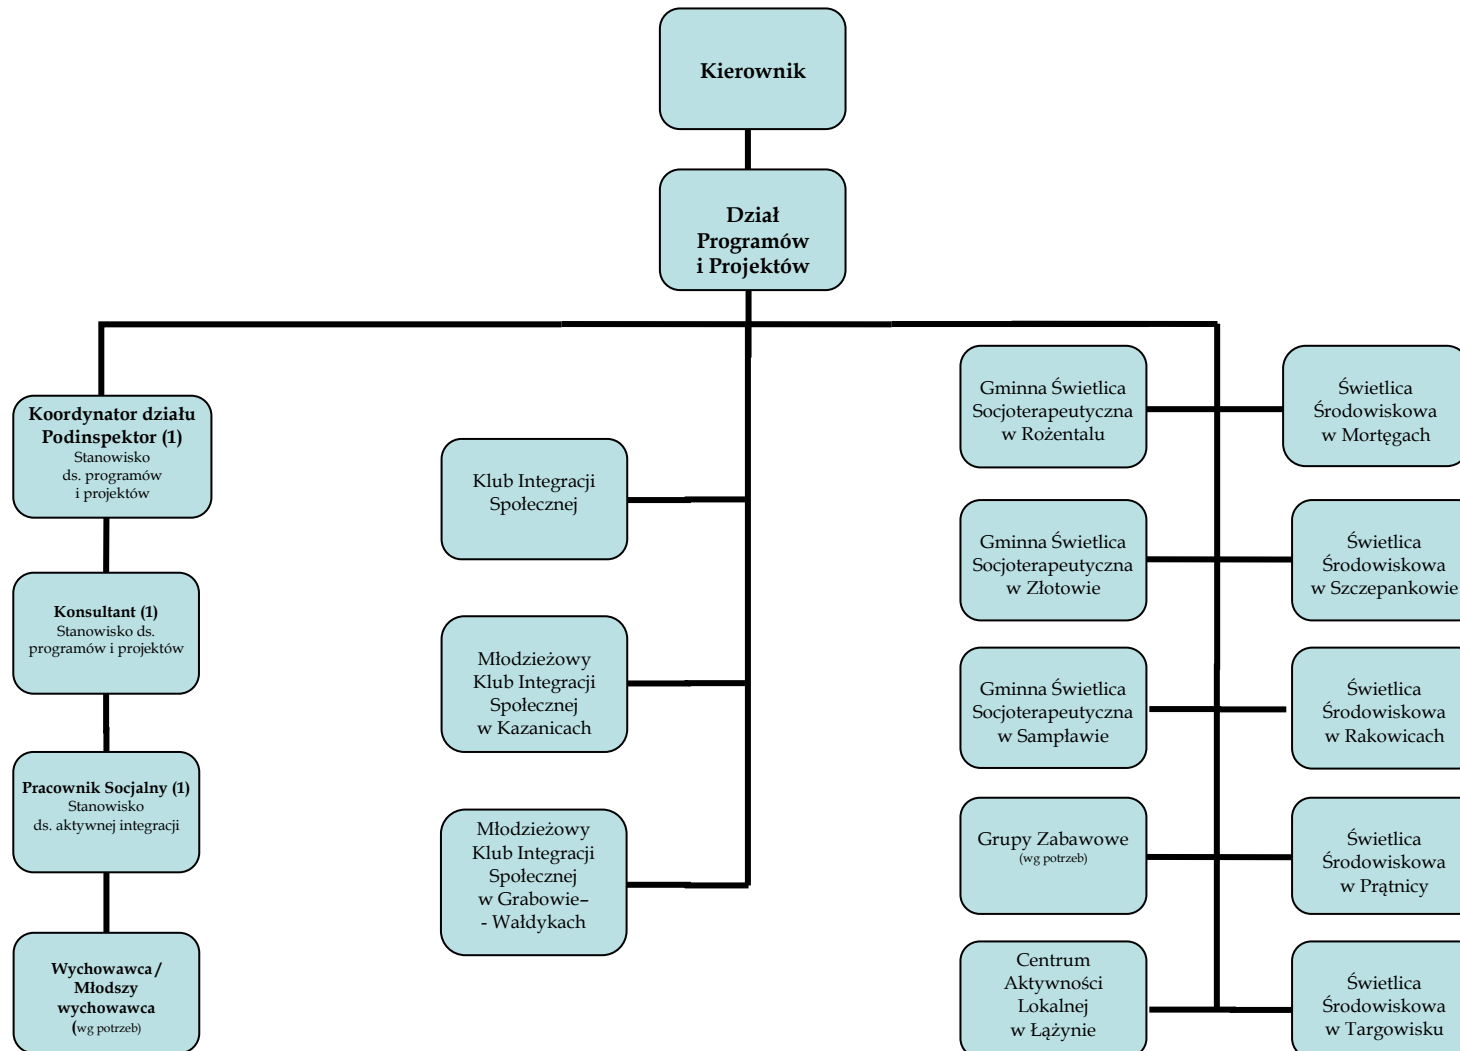 Kierownik
Dział
Programów
i Projektów
Koordynator działu
Podinspektor (1)
Stanowisko
ds. programów
i projektów
Konsultant (1)
Stanowisko ds.
programów i projektów
Pracownik Socjalny (1)
Stanowisko
ds. aktywnej integracji
Wychowawca /
Młodszy
wychowawca
(wg potrzeb)
Klub Integracji
Społecznej
Młodzieżowy
Klub Integracji
Społecznej
w Kazanicach
Młodzieżowy
Klub Integracji
Społecznej
w Grabowie–
- Wałdykach
Gminna Świetlica
Socjoterapeutyczna
w Rożentalu
Gminna Świetlica
Socjoterapeutyczna
w Złotowie
Gminna Świetlica
Socjoterapeutyczna
w Sampławie
Grupy Zabawowe
(wg potrzeb)
Centrum
Aktywności
Lokalnej
w Łążynie
Świetlica
Środowiskowa
w Mortęgach
Świetlica
Środowiskowa
w Szczepankowie
Świetlica
Środowiskowa
w Rakowicach
Świetlica
Środowiskowa
w Prątnicy
Świetlica
Środowiskowa
w Targowisku